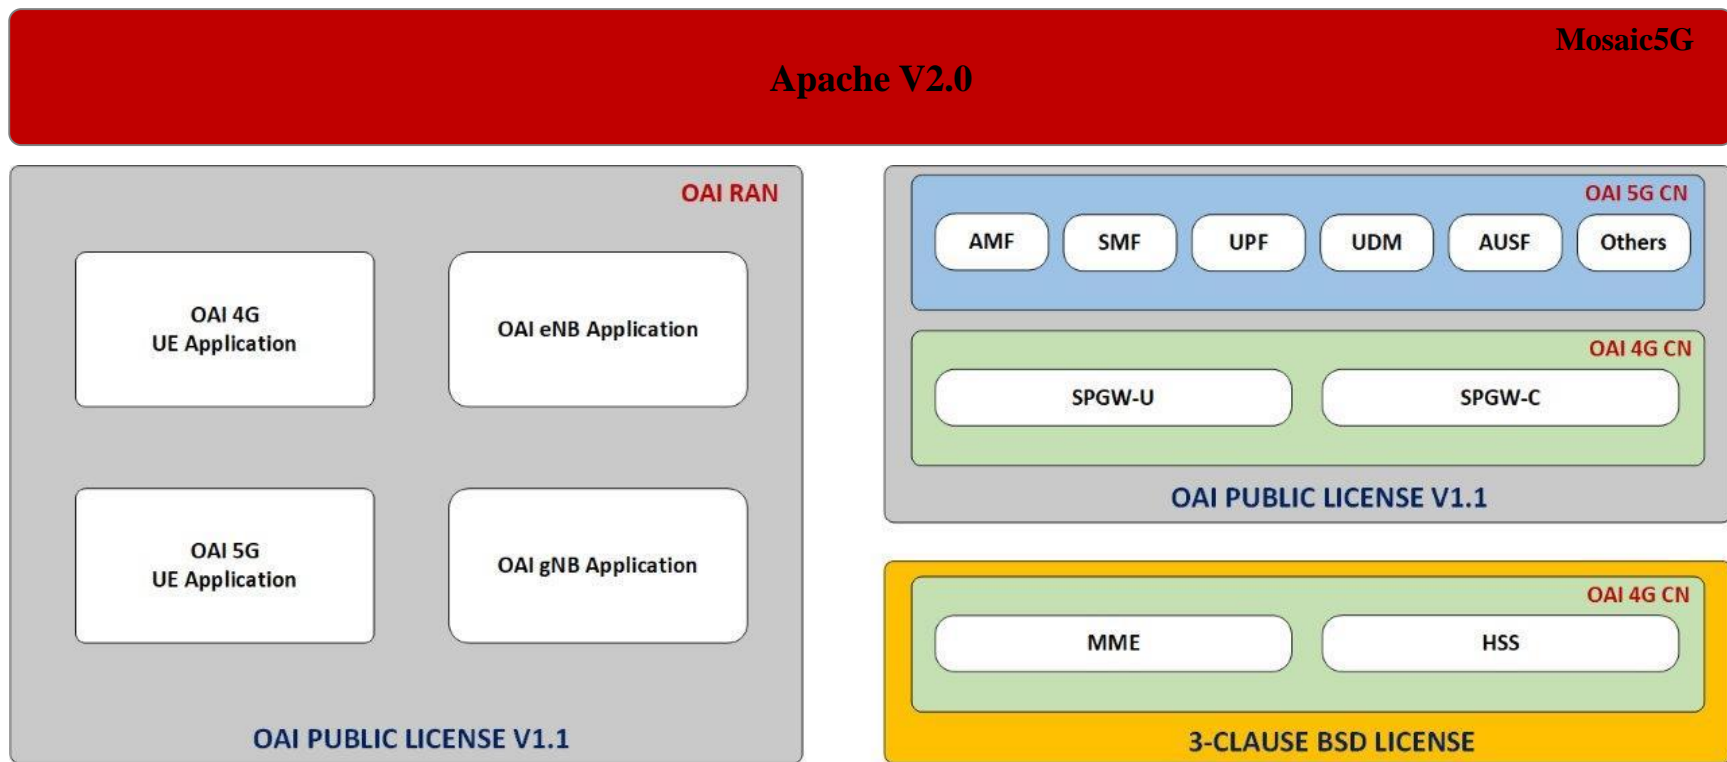 Mosaic5G
Apache V2.0
OAI RAN
OAI 4G
UE Application
OAI eNB Application
OAI 5G
UE Application
OAI gNB Application
OAI PUBLIC LICENSE V1.1
OAI 5G CN
AMF
SMF
UPF
UDM
AUSF
Others
OAI 4G CN
SPGW-U
SPGW-C
OAI PUBLIC LICENSE V1.1
OAI 4G CN
MME
HSS
3-CLAUSE BSD LICENSE